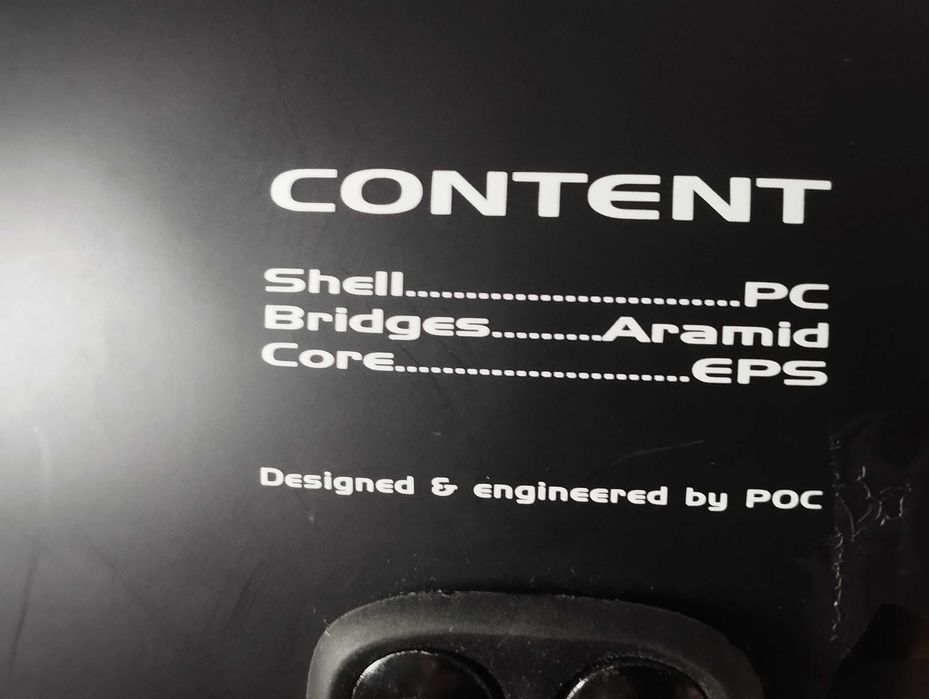 CONTENT
Shell............................PC
Bridges.........Aramid
Core.........................EPS
Designed & engineered by POC